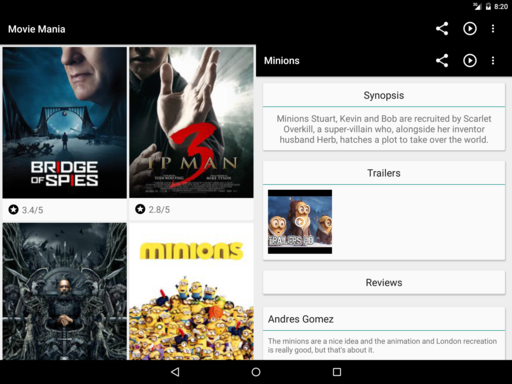 8:20
Movie Mania
Minions
BRIDGE
OF SPIES
3
IP MAN
3.4/5
2.8/5
minions
Synopsis
Minions Stuart, Kevin and Bob are recruited by Scarlet
Overkill, a super-villain who, alongside her inventor
husband Herb, hatches a plot to take over the world.
Trailers
Reviews
Andres Gomez
The minions are a nice idea and the animation and London recreation
is really good, but that's about it.